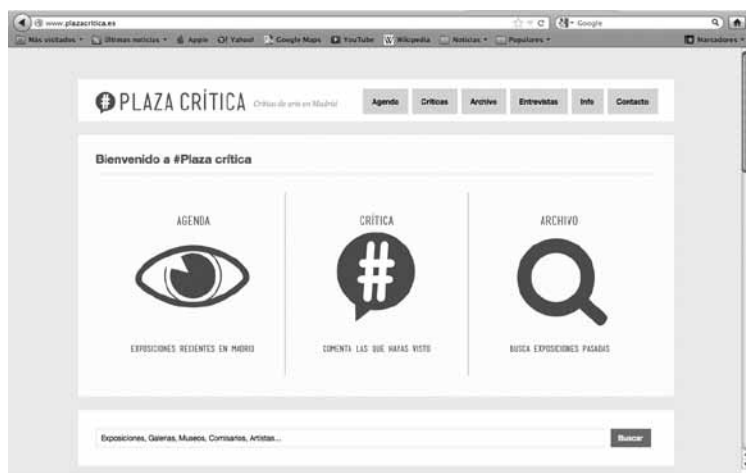 www.plazacritica.es
Google
Más visitados
Últimas noticias
Apple
Yahoo!
Google Maps
YouTube
Wikipedia
Noticias
Populares
Marcadores
# PLAZA CRÍTICA
Críticas de arte en Madrid
Agenda
Críticas
Archivo
Entrevistas
Info
Contacto
Bienvenido a #Plaza crítica
AGENDA
CRÍTICA
ARCHIVO
#
EXPOSICIONES RECIENTES EN MADRID
COMENTA LAS QUE HAYAS VISTO
BUSCA EXPOSICIONES PASADAS
Exposiciones, Galerías, Museos, Comisarios, Artistas...
Buscar